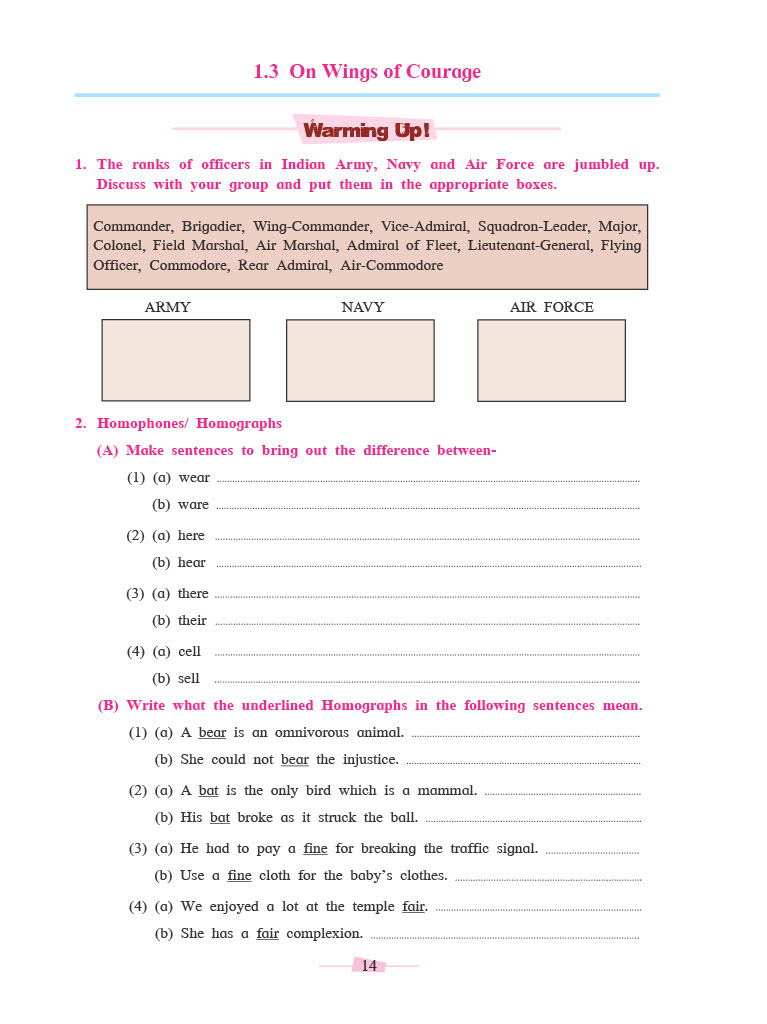 1.3 On Wings of Courage
Warming Up!
1. The ranks of officers in Indian Army, Navy and Air Force are jumbled up.
Discuss with your group and put them in the appropriate boxes.
Commander, Brigadier, Wing-Commander, Vice-Admiral, Squadron-Leader, Major,
Colonel, Field Marshal, Air Marshal, Admiral of Fleet, Lieutenant-General, Flying
Officer, Commodore, Rear Admiral, Air-Commodore
ARMY NAVY AIR FORCE
2. Homophones/ Homographs
(A) Make sentences to bring out the difference between-
(1) (a) wear ..............................
(b) ware ..............................
(2) (a) here ..............................
(b) hear ..............................
(3) (a) there ..............................
(b) their ..............................
(4) (a) cell ..............................
(b) sell ..............................
(B) Write what the underlined Homographs in the following sentences mean.
(1) (a) A bear is an omnivorous animal. ..............................
(b) She could not bear the injustice. ..............................
(2) (a) A bat is the only bird which is a mammal. ..............................
(b) His bat broke as it struck the ball. ..............................
(3) (a) He had to pay a fine for breaking the traffic signal. ..............................
(b) Use a fine cloth for the baby's clothes. ..............................
(4) (a) We enjoyed a lot at the temple fair. ..............................
(b) She has a fair complexion. ..............................
14